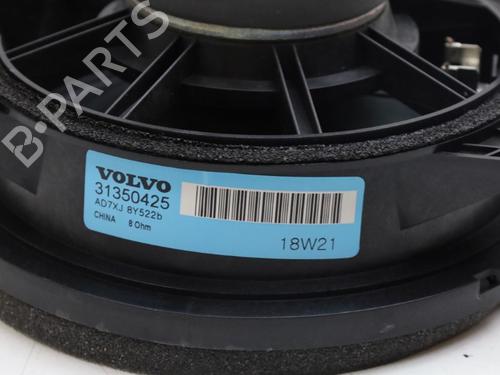 B-PARTS
VOLVO
31350425
AD7XJ 8Y522b
CHINA 8 Ohm
18W21